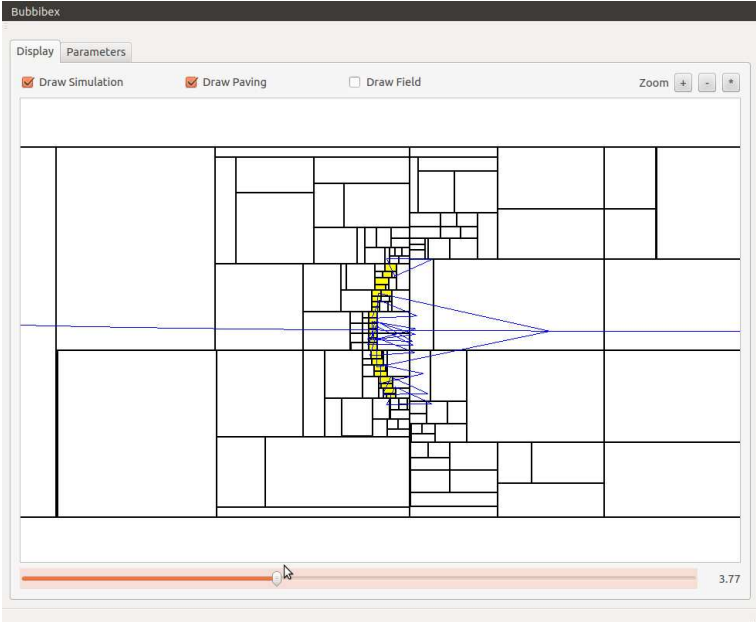 Bubbibex
Display Parameters
Draw Simulation Draw Paving Draw Field Zoom + - *
3.77